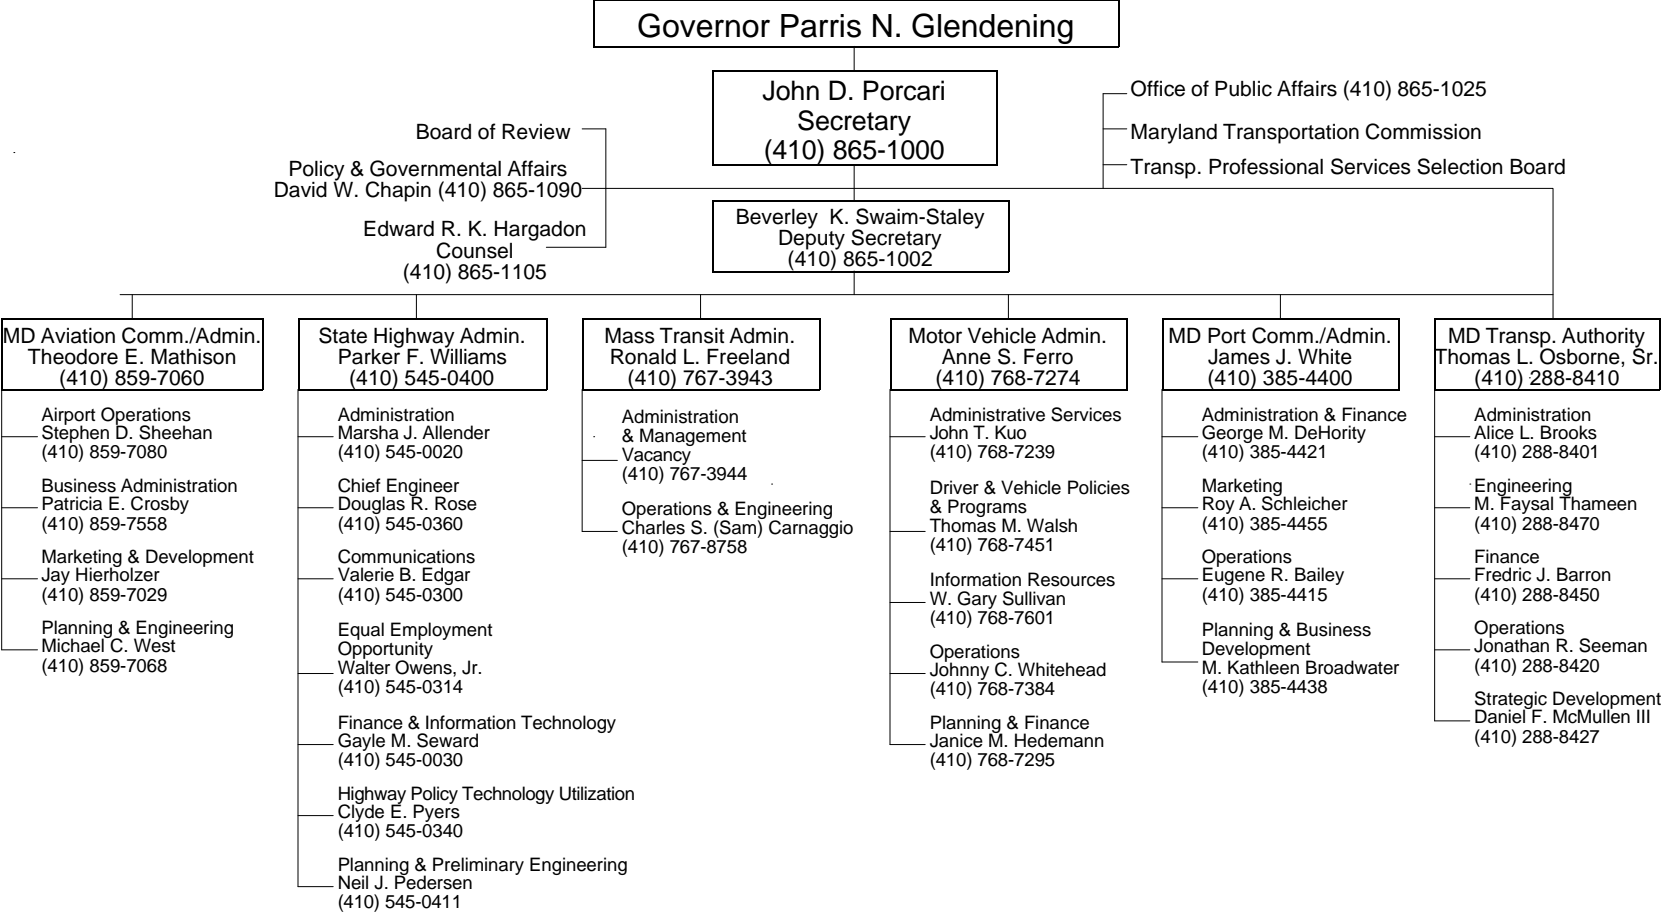 Governor Parris N. Glendening
John D. Porcari
Secretary
(410) 865-1000
Board of Review
Policy & Governmental Affairs
David W. Chapin (410) 865-1090
Edward R. K. Hargadon
Counsel
(410) 865-1105
Office of Public Affairs (410) 865-1025
Maryland Transportation Commission
Transp. Professional Services Selection Board
Beverley K. Swaim-Staley
Deputy Secretary
(410) 865-1002
MD Aviation Comm./Admin.
Theodore E. Mathison
(410) 859-7060
Airport Operations
Stephen D. Sheehan
(410) 859-7080
Business Administration
Patricia E. Crosby
(410) 859-7558
Marketing & Development
Jay Hierholzer
(410) 859-7029
Planning & Engineering
Michael C. West
(410) 859-7068
State Highway Admin.
Parker F. Williams
(410) 545-0400
Administration
Marsha J. Allender
(410) 545-0020
Chief Engineer
Douglas R. Rose
(410) 545-0360
Communications
Valerie B. Edgar
(410) 545-0300
Equal Employment
Opportunity
Walter Owens, Jr.
(410) 545-0314
Finance & Information Technology
Gayle M. Seward
(410) 545-0030
Highway Policy Technology Utilization
Clyde E. Pyers
(410) 545-0340
Planning & Preliminary Engineering
Neil J. Pedersen
(410) 545-0411
Mass Transit Admin.
Ronald L. Freeland
(410) 767-3943
Administration
& Management
Vacancy
(410) 767-3944
Operations & Engineering
Charles S. (Sam) Carnaggio
(410) 767-8758
Motor Vehicle Admin.
Anne S. Ferro
(410) 768-7274
Administrative Services
John T. Kuo
(410) 768-7239
Driver & Vehicle Policies
& Programs
Thomas M. Walsh
(410) 768-7451
Information Resources
W. Gary Sullivan
(410) 768-7601
Operations
Johnny C. Whitehead
(410) 768-7384
Planning & Finance
Janice M. Hedemann
(410) 768-7295
MD Port Comm./Admin.
James J. White
(410) 385-4400
Administration & Finance
George M. DeHority
(410) 385-4421
Marketing
Roy A. Schleicher
(410) 385-4455
Operations
Eugene R. Bailey
(410) 385-4415
Planning & Business
Development
M. Kathleen Broadwater
(410) 385-4438
MD Transp. Authority
Thomas L. Osborne, Sr.
(410) 288-8410
Administration
Alice L. Brooks
(410) 288-8401
Engineering
M. Faysal Thameen
(410) 288-8470
Finance
Fredric J. Barron
(410) 288-8450
Operations
Jonathan R. Seeman
(410) 288-8420
Strategic Development
Daniel F. McMullen III
(410) 288-8427